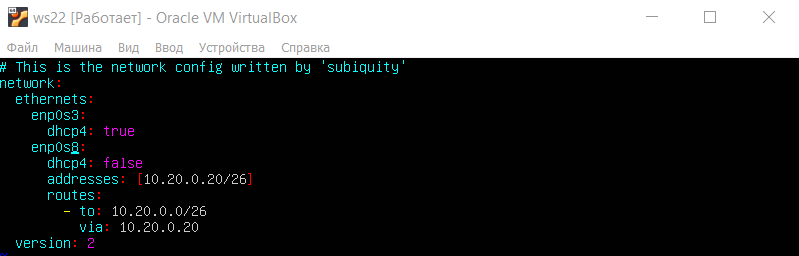 ws22 [Работает] - Oracle VM VirtualBox
Файл Машина Вид Ввод Устройства Справка
# This is the network config written by 'subiquity'
network:
  ethernets:
    enp0s3:
      dhcp4: true
    enp0s8:
      dhcp4: false
      addresses: [10.20.0.20/26]
      routes:
        - to: 10.20.0.0/26
          via: 10.20.0.20
  version: 2